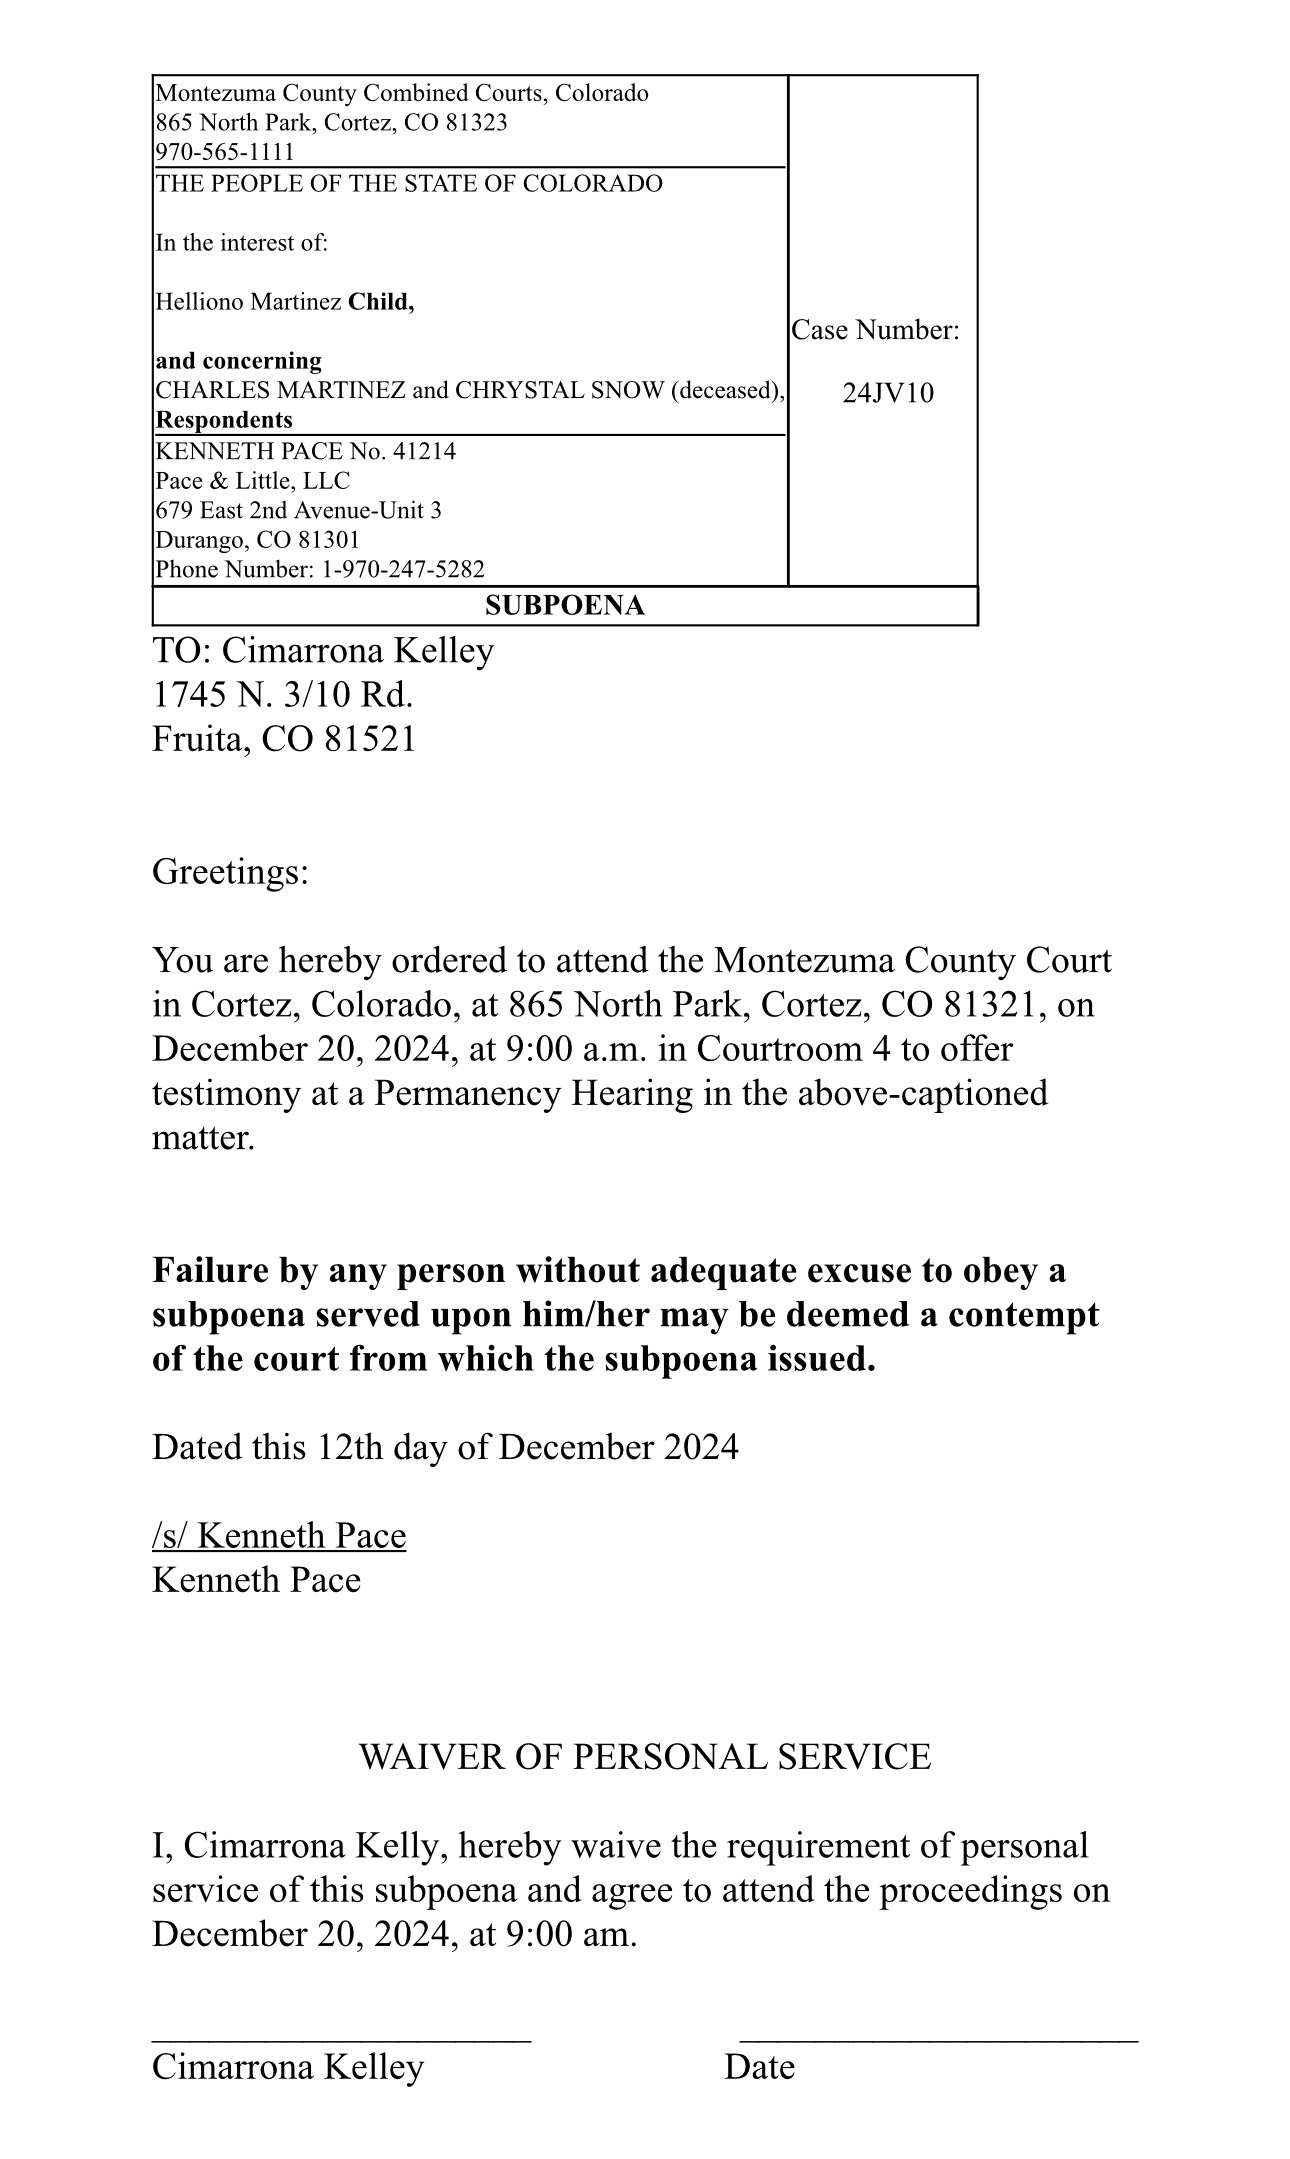 Montezuma County Combined Courts, Colorado
865 North Park, Cortez, CO 81323
970-565-1111
THE PEOPLE OF THE STATE OF COLORADO
In the interest of:
Helliono Martinez Child,
and concerning
CHARLES MARTINEZ and CHRYSTAL SNOW (deceased),
Respondents
KENNETH PACE No. 41214
Pace & Little, LLC
679 East 2nd Avenue-Unit 3
Durango, CO 81301
Phone Number: 1-970-247-5282
Case Number:
24JV10
SUBPOENA
TO: Cimarrona Kelley
1745 N. 3/10 Rd.
Fruita, CO 81521
Greetings:
You are hereby ordered to attend the Montezuma County Court
in Cortez, Colorado, at 865 North Park, Cortez, CO 81321, on
December 20, 2024, at 9:00 a.m. in Courtroom 4 to offer
testimony at a Permanency Hearing in the above-captioned
matter.
Failure by any person without adequate excuse to obey a
subpoena served upon him/her may be deemed a contempt
of the court from which the subpoena issued.
Dated this 12th day of December 2024
/s/ Kenneth Pace
Kenneth Pace
WAIVER OF PERSONAL SERVICE
I, Cimarrona Kelly, hereby waive the requirement of personal
service of this subpoena and agree to attend the proceedings on
December 20, 2024, at 9:00 am.
Cimarrona Kelley Date